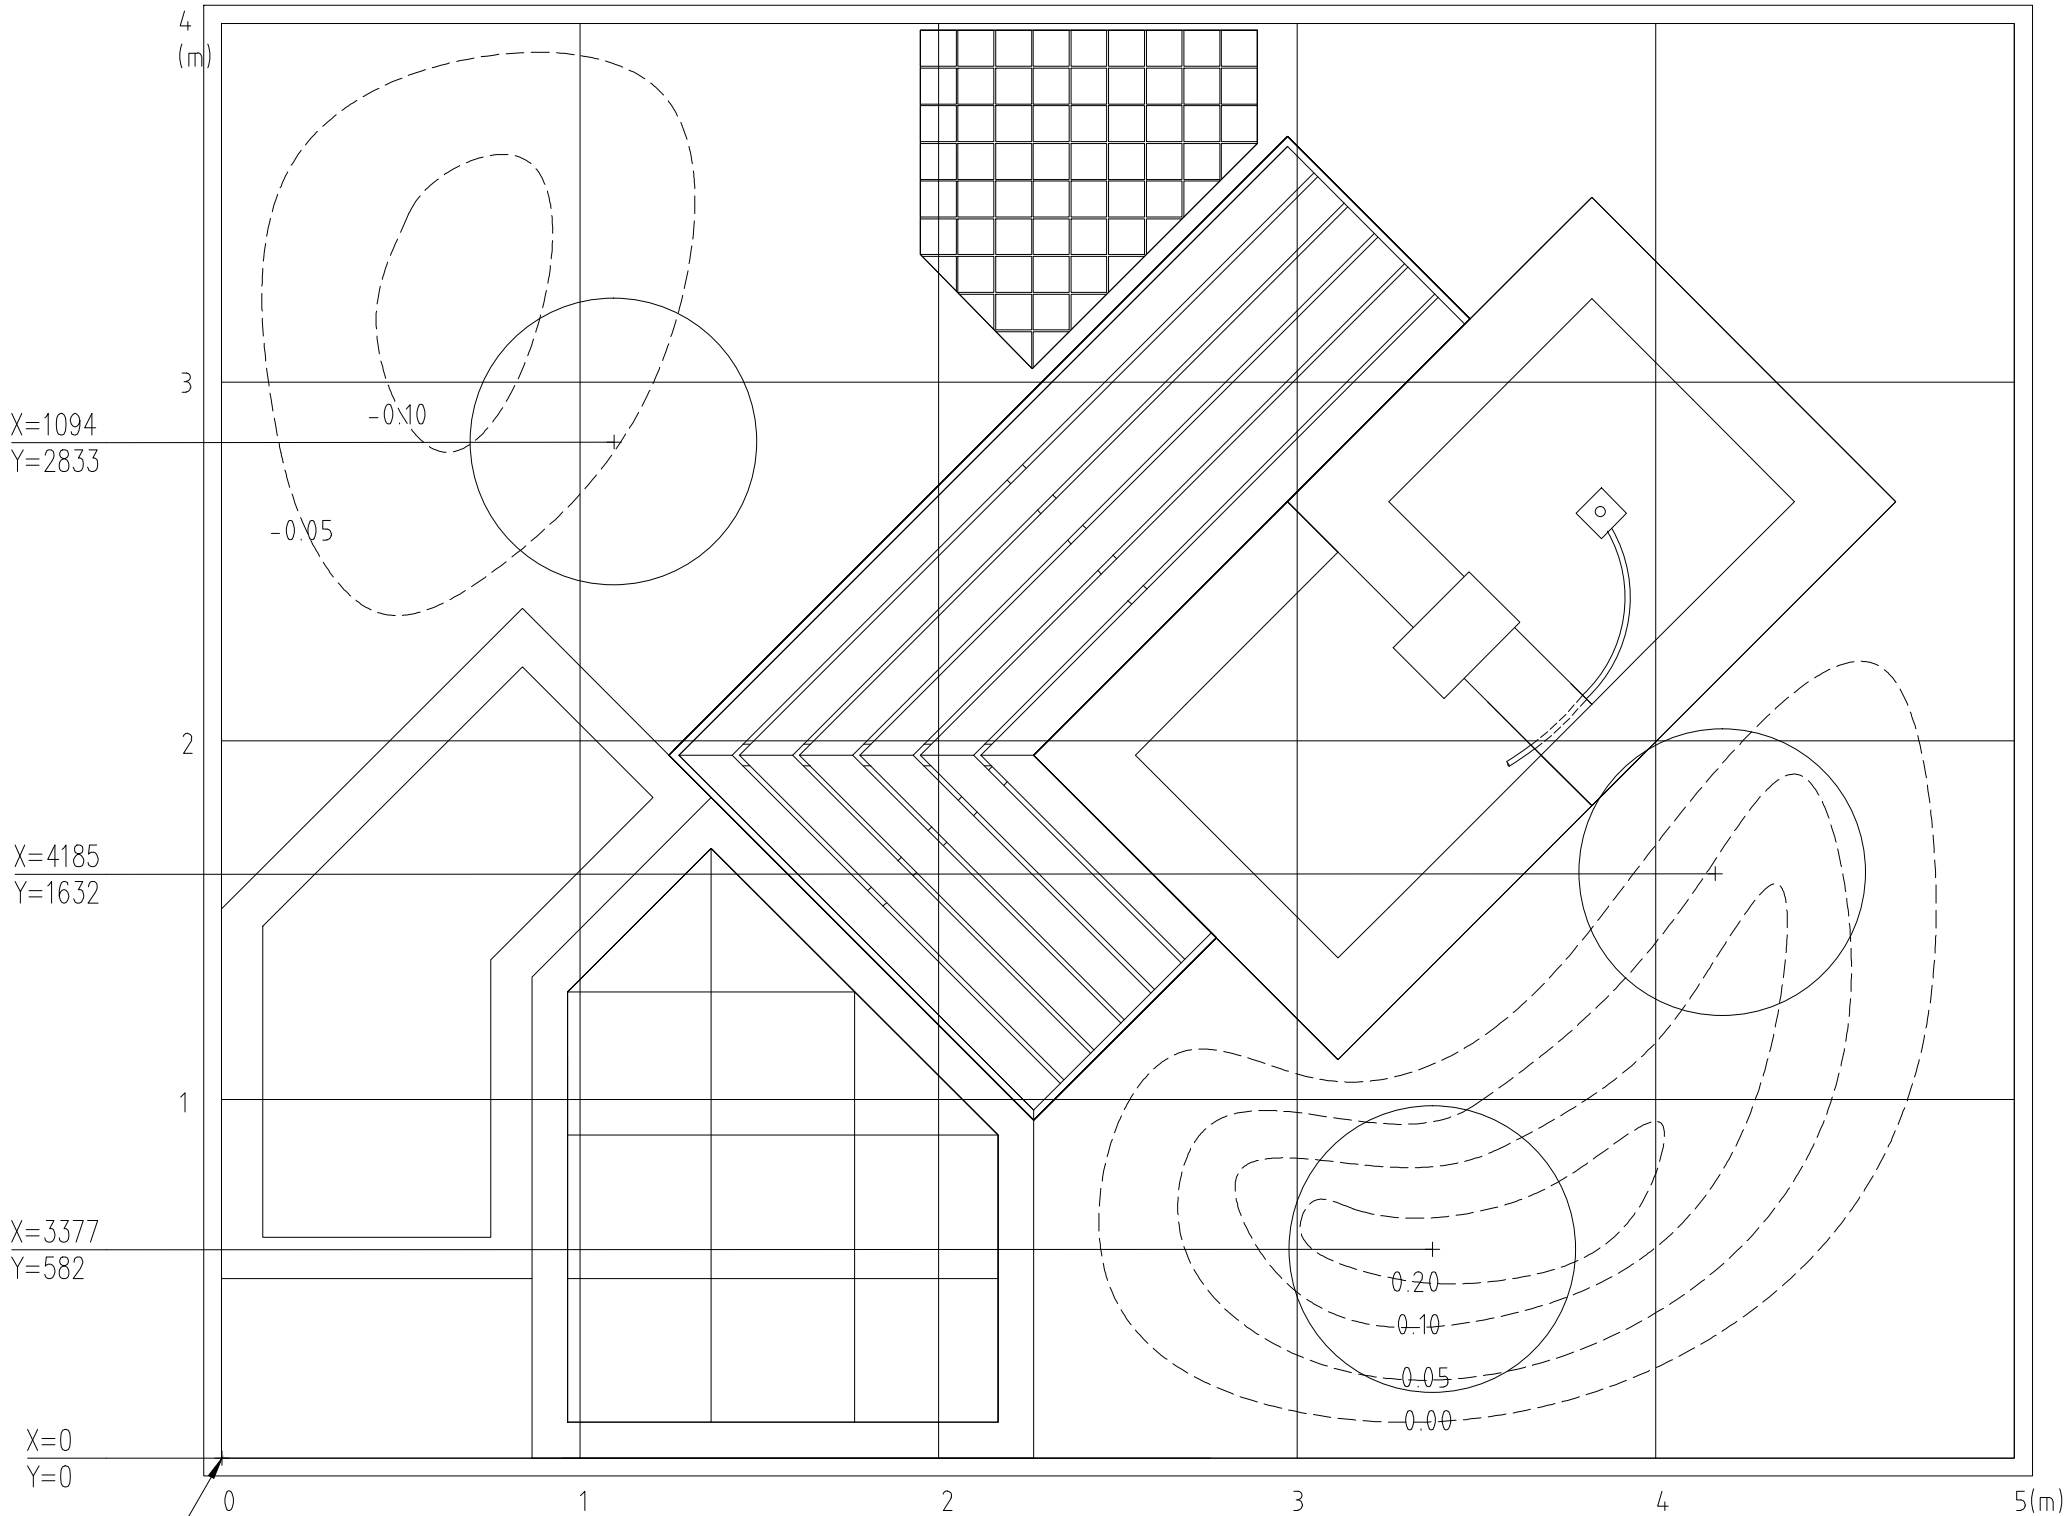 4
(m)
3
-0.10
X=1094
Y=2833
-0.05
2
X=4185
Y=1632
1
X=3377
Y=582
0.20
0.10
0.05
0.00
X=0
Y=0
0 1 2 3 4 5(m)